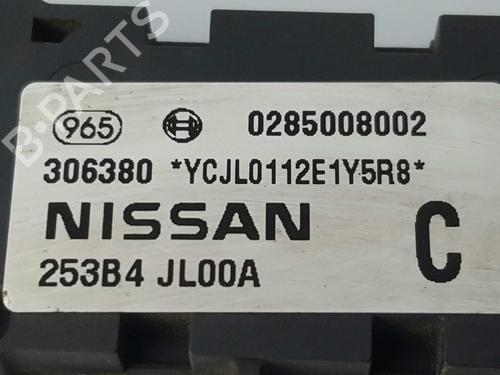 965 0285008002
306380 *YCJL0112E1Y5R8*
NISSAN C
253B4 JL00A
B-PARTS